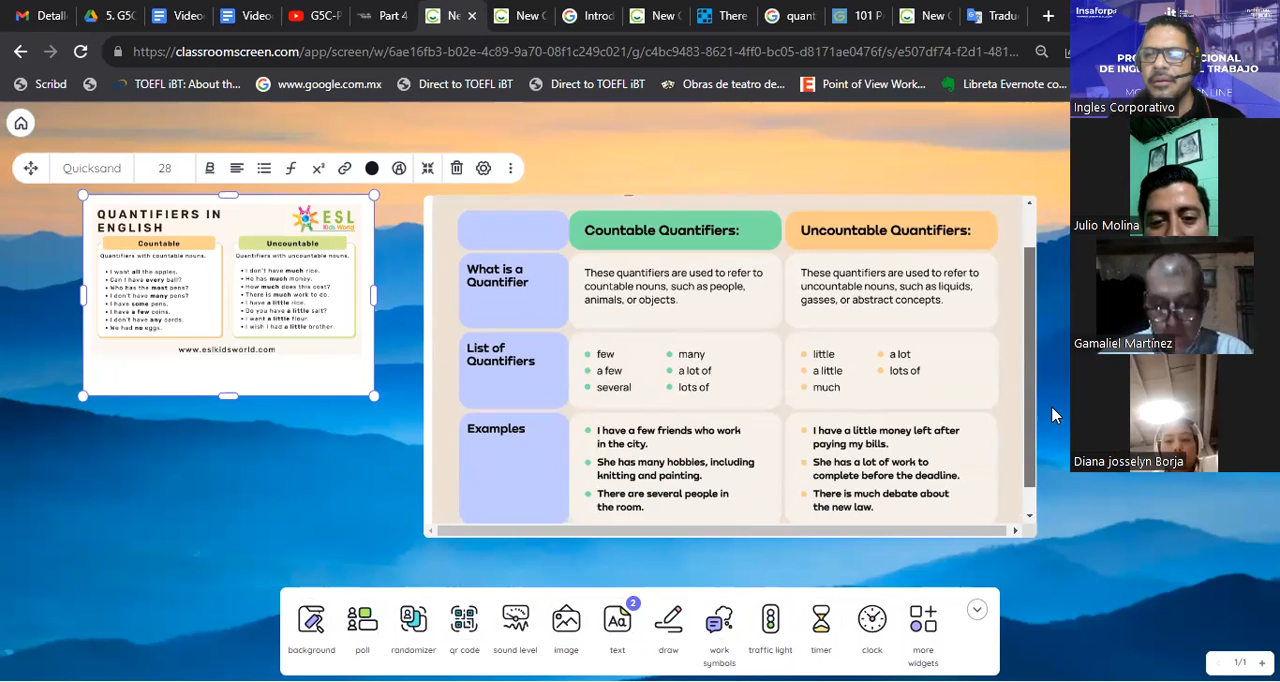 Detall
5. G5C
Video
Video
G5C-P
Part 4
Ne
New C
Introd
New C
There
quant
101 P
New C
Tradu
https://classroomscreen.com/app/screen/w/6ae16fb3-b02e-4c89-9a70-08f1c249c021/g/c4bc9483-8621-4ff0-bc05-d8171ae0476f/s/e507df74-f2d1-481...
Scribd
TOEFL iBT: About th...
www.google.com.mx
Direct to TOEFL iBT
Direct to TOEFL iBT
Obras de teatro de...
Point of View Work...
Libreta Evernote co...
Quicksand
28
QUANTIFIERS IN
ENGLISH
ESL
Kids World
Countable
Quantifiers with countable nouns.
• I want all the apples.
• Can I have every ball?
• Who has the most pens?
• I don't have many pens?
• I have some pens.
• I have a few coins.
• I don't have any cards.
• We had no eggs.
Uncountable
Quantifiers with uncountable nouns.
• I don't have much rice.
• He has much money.
• How much does this cost?
• There is much work to do.
• I have a little rice.
• Do you have a little salt?
• I want a little flour.
• I wish I had a little brother.
www.eslkidsworld.com
Countable Quantifiers:
Uncountable Quantifiers:
What is a
Quantifier
These quantifiers are used to refer to
countable nouns, such as people,
animals, or objects.
These quantifiers are used to refer to
uncountable nouns, such as liquids,
gasses, or abstract concepts.
List of
Quantifiers
few
a few
several
many
a lot of
lots of
little
a little
much
a lot
lots of
Examples
I have a few friends who work
in the city.
She has many hobbies, including
knitting and painting.
There are several people in
the room.
I have a little money left after
paying my bills.
She has a lot of work to
complete before the deadline.
There is much debate about
the new law.
background
poll
randomizer
qr code
sound level
image
text
2
draw
work
symbols
traffic light
timer
clock
more
widgets
1/1
Insaforp
.it
Ingles Corporativo
Julio Molina
Gamaliel Martínez
Diana josselyn Borja